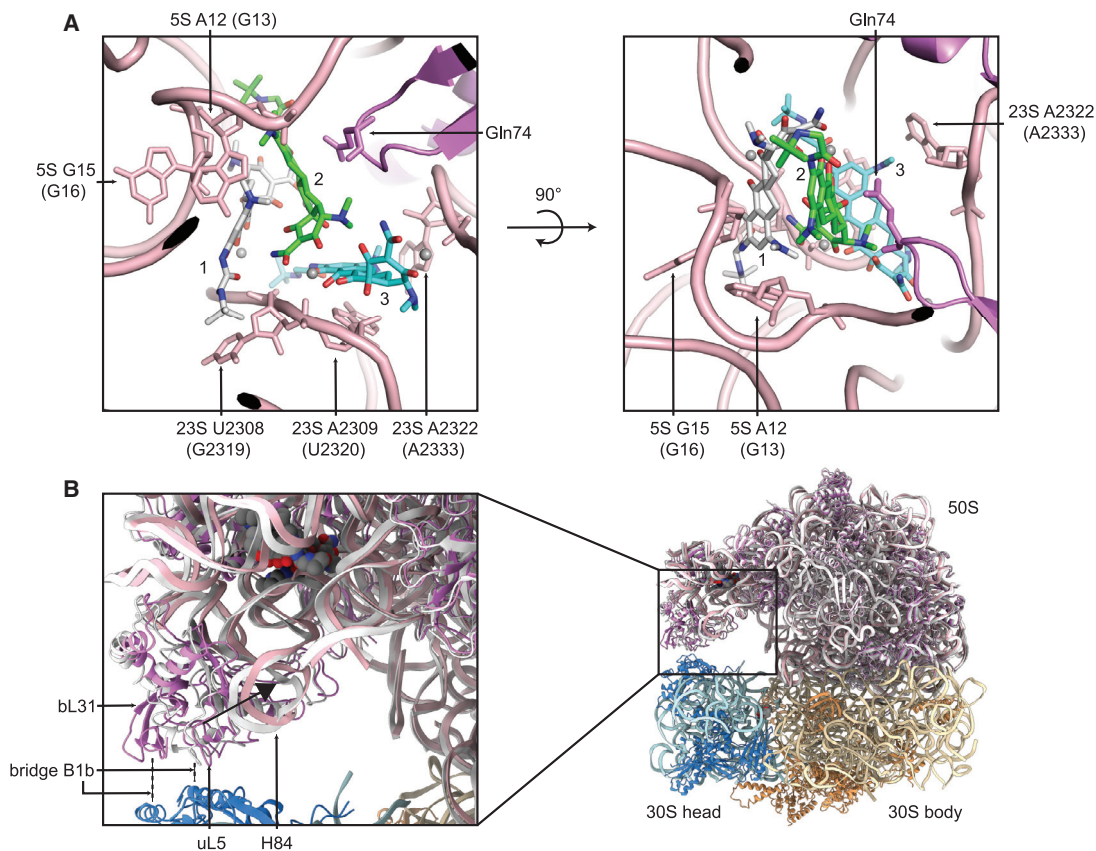 A
5S A12 (G13)
Gln74
5S G15
(G16)
1
2
3
23S U2308
(G2319)
23S A2309
(U2320)
23S A2322
(A2333)
90°
Gln74
23S A2322
(A2333)
1
2
3
5S G15
(G16)
5S A12
(G13)
B
bL31
bridge B1b
uL5
H84
50S
30S head
30S body